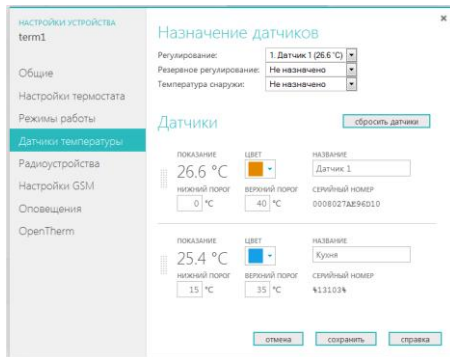 НАСТРОЙКИ УСТРОЙСТВА
term1
Общие
Настройки термостата
Режимы работы
Датчики температуры
Радиоустройства
Настройки GSM
Оповещения
OpenTherm
Назначение датчиков
Регулирование: 1. Датчик 1 (26.6 °C)
Резервное регулирование: Не назначено
Температура снаружи: Не назначено
Датчики сбросить датчики
ПОКАЗАНИЕ ЦВЕТ НАЗВАНИЕ
26.6 °C Датчик 1
НИЖНИЙ ПОРОГ ВЕРХНИЙ ПОРОГ СЕРИЙНЫЙ НОМЕР
0 °C 40 °C 0008027AE96D10
ПОКАЗАНИЕ ЦВЕТ НАЗВАНИЕ
25.4 °C Кухня
НИЖНИЙ ПОРОГ ВЕРХНИЙ ПОРОГ СЕРИЙНЫЙ НОМЕР
15 °C 35 °C %13103%
отмена сохранить справка